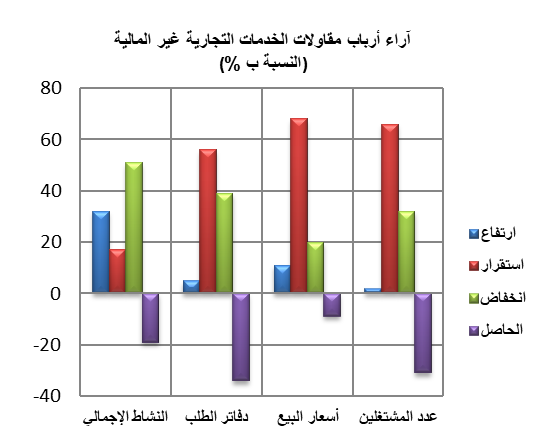 آراء أرباب مقاولات الخدمات التجارية غير المالية
(النسبة ب %)
80
60
40
20
0
-20
-40
النشاط الإجمالي
دفاتر الطلب
أسعار البيع
عدد المشتغلين
ارتفاع
استقرار
انخفاض
الحاصل